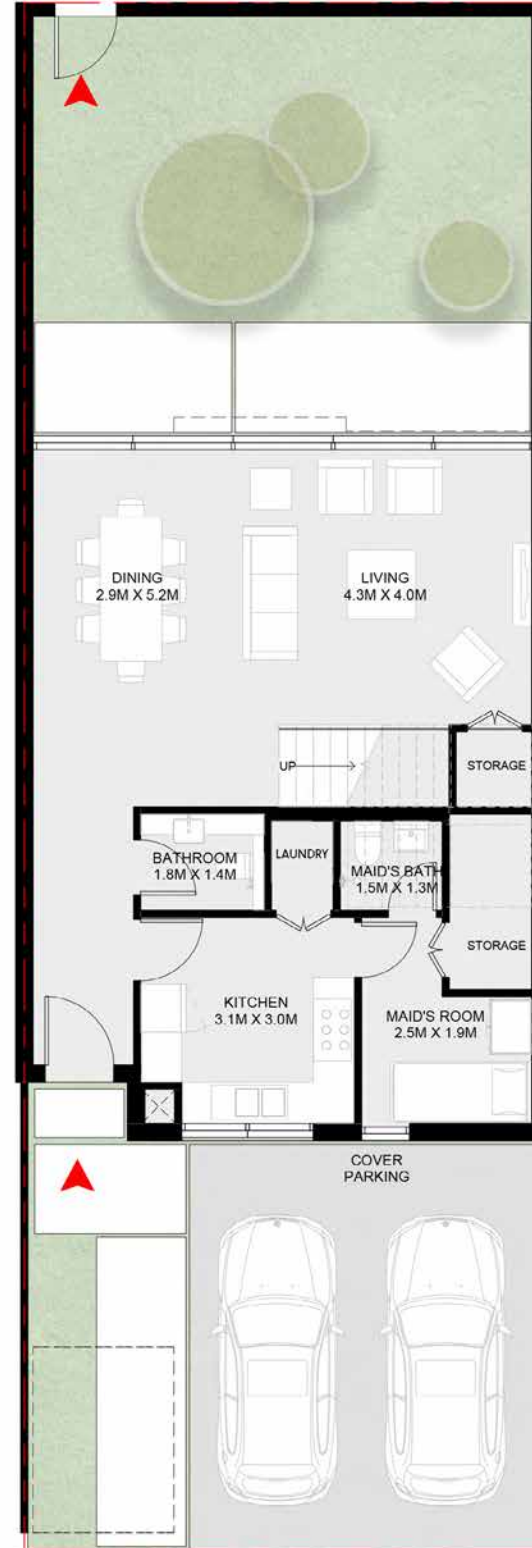 DINING
2.9M X 5.2M
LIVING
4.3M X 4.0M
UP
STORAGE
BATHROOM
1.8M X 1.4M
LAUNDRY
MAID'S BATH
1.5M X 1.3M
STORAGE
KITCHEN
3.1M X 3.0M
MAID'S ROOM
2.5M X 1.9M
COVER
PARKING